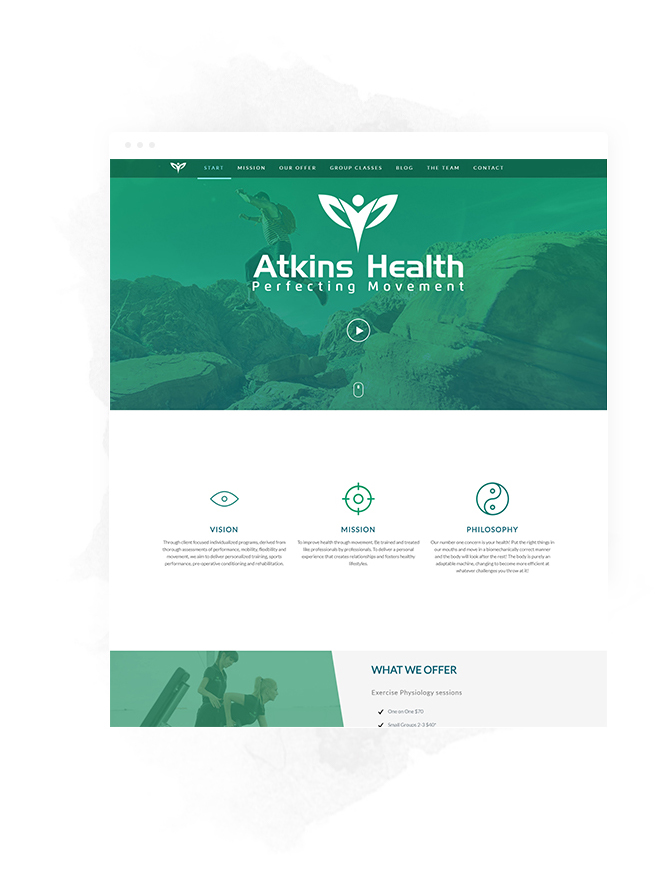 START MISSION OUR OFFER GROUP CLASSES BLOG THE TEAM CONTACT
Atkins Health
Perfecting Movement
VISION
Through client focused individualized programs, derived from
thorough assessments of performance, mobility, flexibility and
movement, we aim to deliver personalized training, sports
performance, pre-operative conditioning and rehabilitation.
MISSION
To improve health through movement. Be trained and treated
like professionals by professionals. To deliver a personal
experience that creates relationships and fosters healthy
lifestyles.
PHILOSOPHY
Our number one concern is your health! Put the right things in
our mouths and move in a biomechanically correct manner
and the body will look after the rest! The body is purely an
adaptable machine, changing to become more efficient at
whatever challenges you throw at it!
WHAT WE OFFER
Exercise Physiology sessions
One on One $70
Small Groups 2-3 $40*